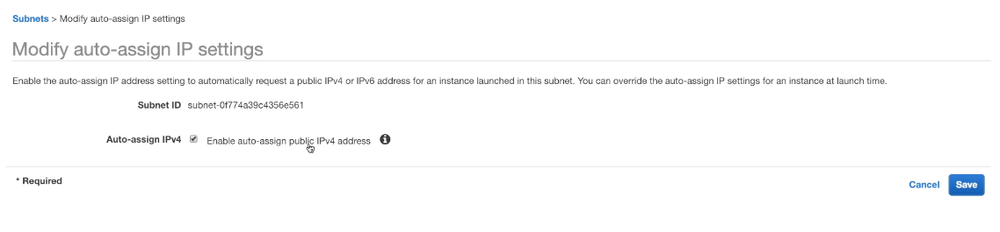 Subnets > Modify auto-assign IP settings
Modify auto-assign IP settings
Enable the auto-assign IP address setting to automatically request a public IPv4 or IPv6 address for an instance launched in this subnet. You can override the auto-assign IP settings for an instance at launch time.
Subnet ID subnet-0f774a39c4356e561
Auto-assign IPv4 Enable auto-assign public IPv4 address
* Required
Cancel Save